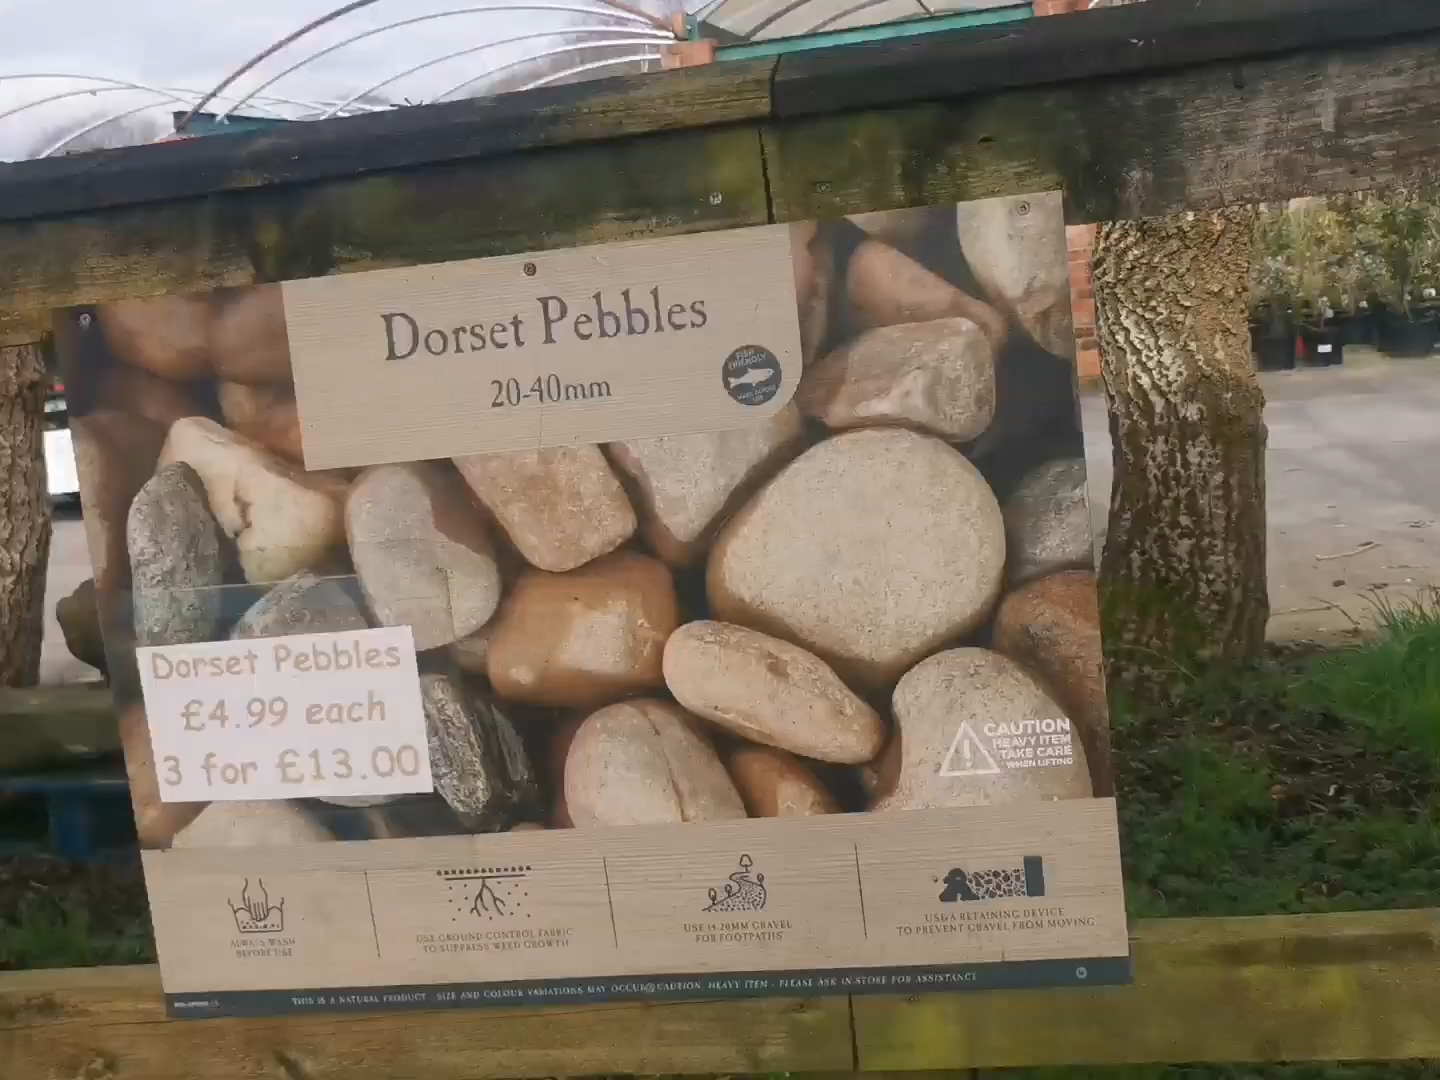 Dorset Pebbles
20-40mm
FISH
FRIENDLY
WASH BEFORE
USE
Dorset Pebbles
£4.99 each
3 for £13.00
CAUTION
HEAVY ITEM
TAKE CARE
WHEN LIFTING
ALWAYS WASH
BEFORE USE
USE GROUND CONTROL FABRIC
TO SUPPRESS WEED GROWTH
USE 14-20MM GRAVEL
FOR FOOTPATHS
USE A RETAINING DEVICE
TO PREVENT GRAVEL FROM MOVING
THIS IS A NATURAL PRODUCT - SIZE AND COLOUR VARIATIONS MAY OCCUR CAUTION HEAVY ITEM - PLEASE ASK IN-STORE FOR ASSISTANCE